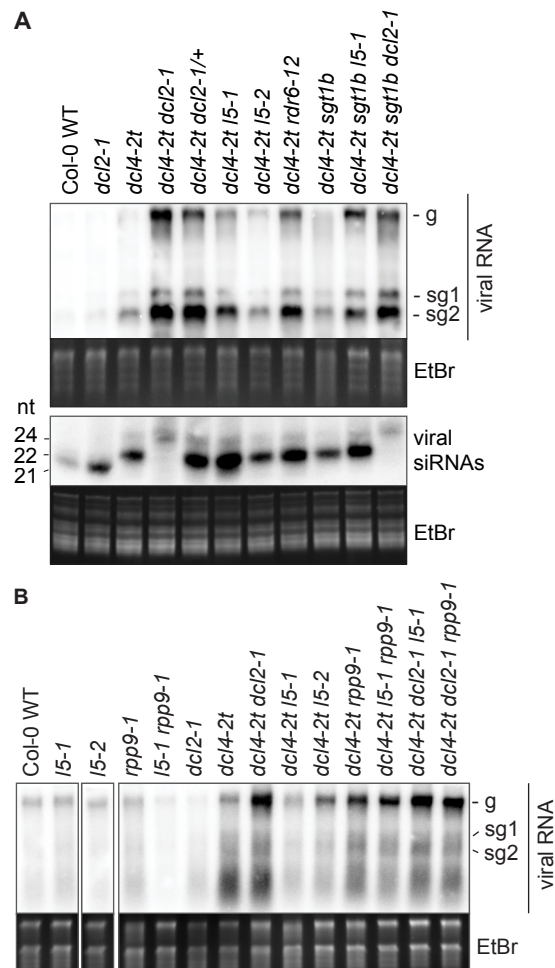 A
Col-0 WT
dcl2-1
dcl4-2t
dcl4-2t dcl2-1
dcl4-2t dcl2-1/+
dcl4-2t l5-1
dcl4-2t l5-2
dcl4-2t rdr6-12
dcl4-2t sgt1b
dcl4-2t sgt1b l5-1
dcl4-2t sgt1b dcl2-1
- g
- sg1
- sg2
viral RNA
EtBr
nt
24
22
21
viral
siRNAs
EtBr
B
Col-0 WT
l5-1
l5-2
rpp9-1
l5-1 rpp9-1
dcl2-1
dcl4-2t
dcl4-2t dcl2-1
dcl4-2t l5-1
dcl4-2t l5-2
dcl4-2t rpp9-1
dcl4-2t l5-1 rpp9-1
dcl4-2t dcl2-1 l5-1
dcl4-2t dcl2-1 rpp9-1
- g
sg1
sg2
viral RNA
EtBr